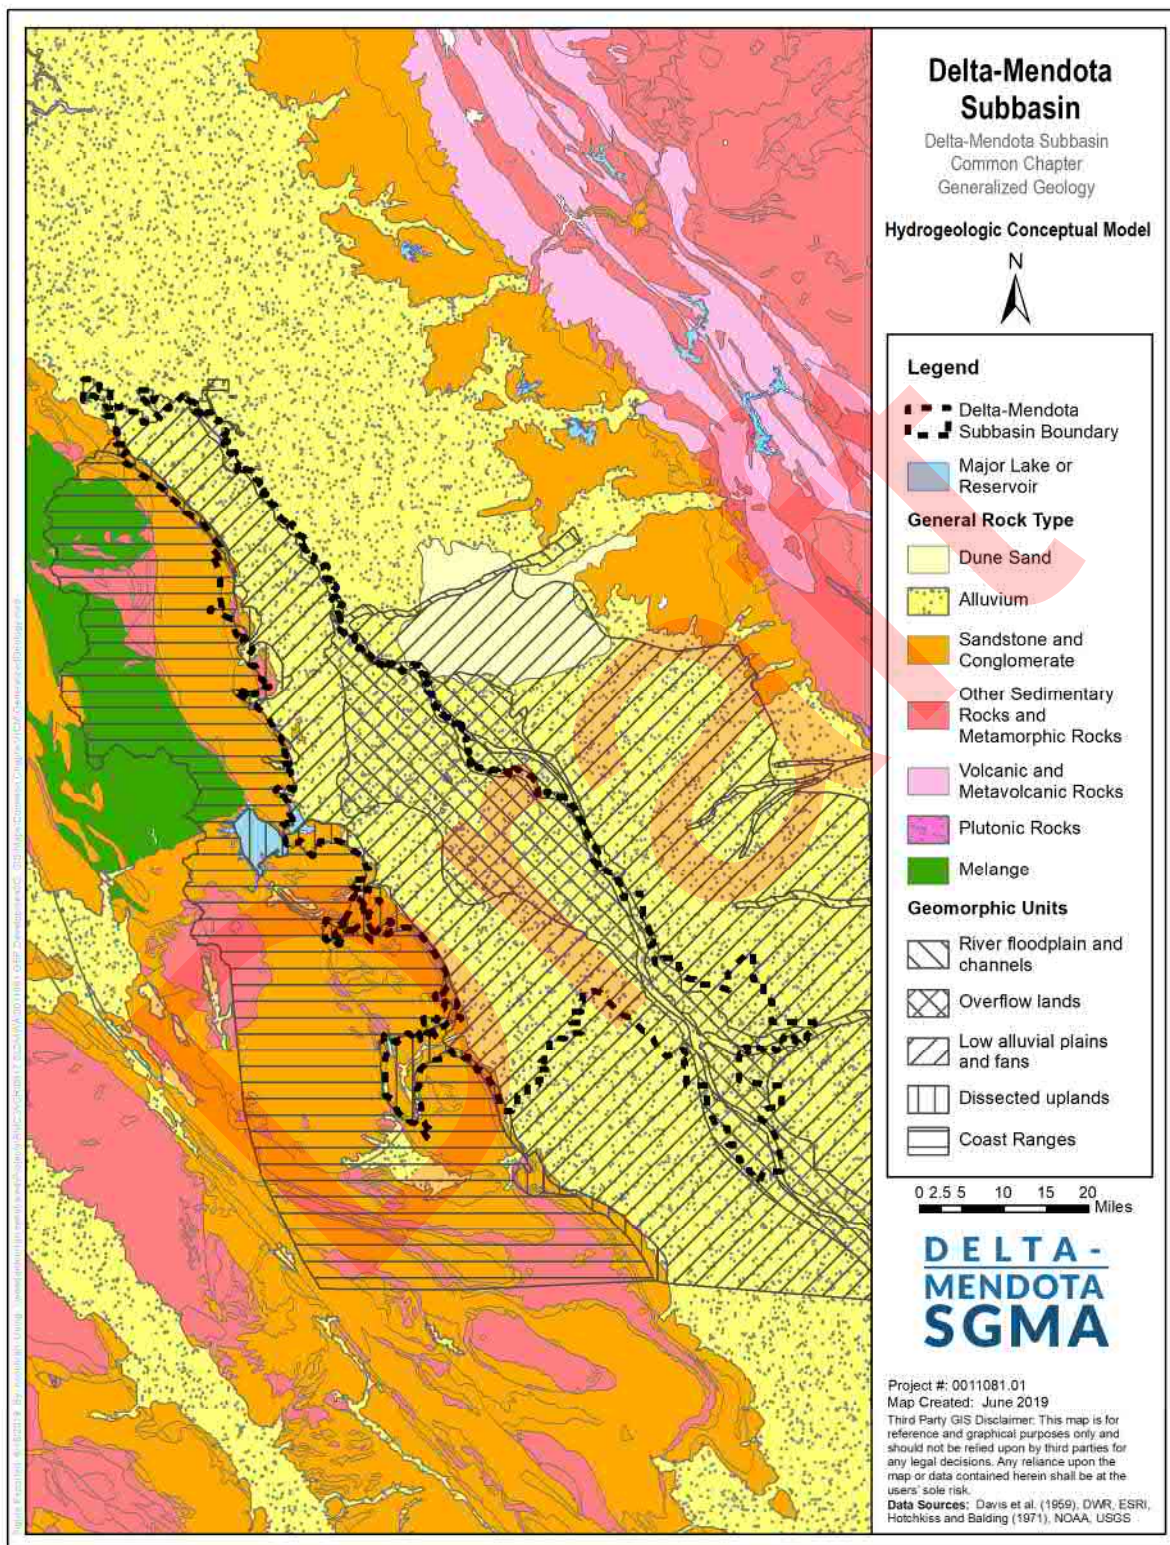 Delta-Mendota
Subbasin
Delta-Mendota Subbasin
Common Chapter
Generalized Geology
Hydrogeologic Conceptual Model
N
Legend
Delta-Mendota
Subbasin Boundary
Major Lake or
Reservoir
General Rock Type
Dune Sand
Alluvium
Sandstone and
Conglomerate
Other Sedimentary
Rocks and
Metamorphic Rocks
Volcanic and
Metavolcanic Rocks
Plutonic Rocks
Melange
Geomorphic Units
River floodplain and
channels
Overflow lands
Low alluvial plains
and fans
Dissected uplands
Coast Ranges
0 2.5 5 10 15 20
Miles
DELTA-
MENDOTA
SGMA
Project #: 0011081.01
Map Created: June 2019
Third Party GIS Disclaimer: This map is for
reference and graphical purposes only and
should not be relied upon by third parties for
any legal decisions. Any reliance upon the
map or data contained herein shall be at the
users' sole risk.
Data Sources: Davis et al. (1959), DWR, ESRI,
Hotchkiss and Balding (1971), NOAA, USGS
Draft